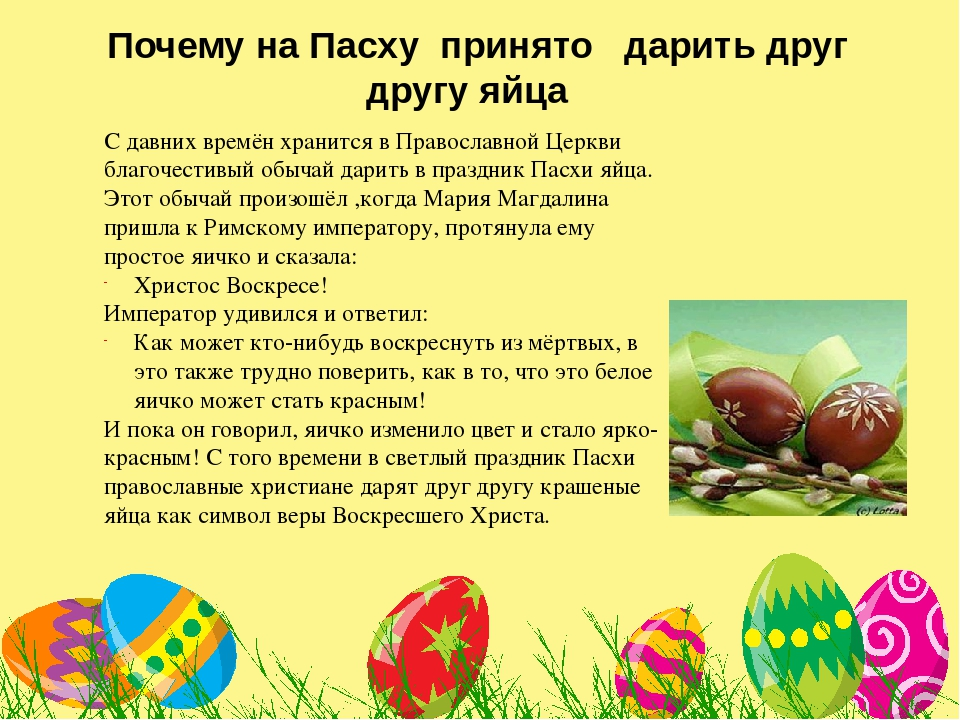 Почему на Пасху принято дарить друг
другу яйца
С давних времён хранится в Православной Церкви
благочестивый обычай дарить в праздник Пасхи яйца.
Этот обычай произошёл ,когда Мария Магдалина
пришла к Римскому императору, протянула ему
простое яичко и сказала:
- Христос Воскресе!
Император удивился и ответил:
- Как может кто-нибудь воскреснуть из мёртвых, в
это также трудно поверить, как в то, что это белое
яичко может стать красным!
И пока он говорил, яичко изменило цвет и стало ярко-
красным! С того времени в светлый праздник Пасхи
православные христиане дарят друг другу крашеные
яйца как символ веры Воскресшего Христа.
(c) Lotta